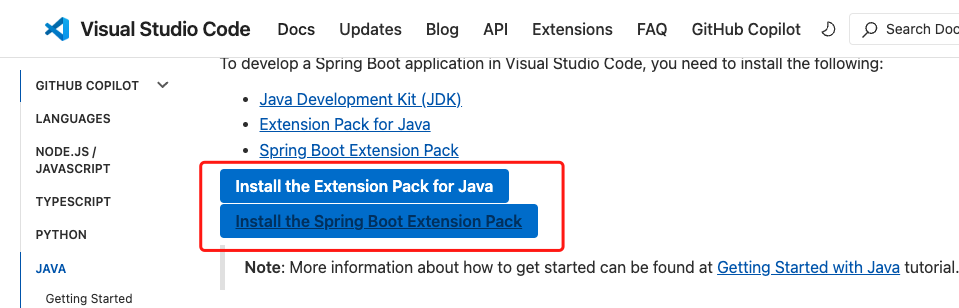 Visual Studio Code Docs Updates Blog API Extensions FAQ GitHub Copilot Search Doc
To develop a Spring Boot application in Visual Studio Code, you need to install the following:
GITHUB COPILOT
Java Development Kit (JDK)
LANGUAGES
Extension Pack for Java
NODE.JS /
JAVASCRIPT
Spring Boot Extension Pack
Install the Extension Pack for Java
TYPESCRIPT
Install the Spring Boot Extension Pack
PYTHON
JAVA
Note: More information about how to get started can be found at Getting Started with Java tutorial.
Getting Started